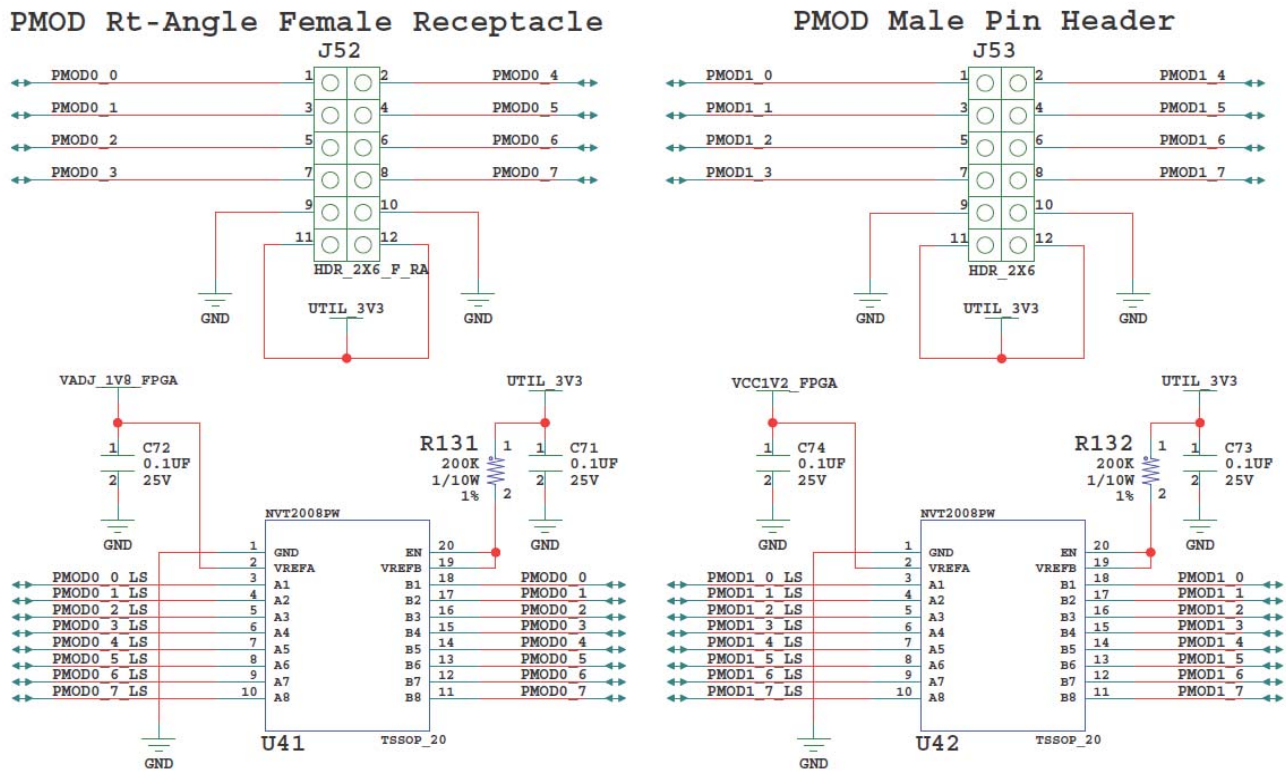 PMOD Rt-Angle Female Receptacle
J52
PMOD0_0 1 2 PMOD0_4
PMOD0_1 3 4 PMOD0_5
PMOD0_2 5 6 PMOD0_6
PMOD0_3 7 8 PMOD0_7
9 10
11 12
HDR_2X6_F_RA
GND
UTIL_3V3
GND
PMOD Male Pin Header
J53
PMOD1_0 1 2 PMOD1_4
PMOD1_1 3 4 PMOD1_5
PMOD1_2 5 6 PMOD1_6
PMOD1_3 7 8 PMOD1_7
9 10
11 12
HDR_2X6
GND
UTIL_3V3
GND
VADJ_1V8_FPGA
1 C72
0.1UF
2 25V
GND
UTIL_3V3
R131 1
200K
1/10W
1% 2
1 C71
0.1UF
2 25V
GND
NVT2008PW
1 GND EN 20
2 VREFA VREFB 19
PMOD0_0_LS 3 A1 B1 18 PMOD0_0
PMOD0_1_LS 4 A2 B2 17 PMOD0_1
PMOD0_2_LS 5 A3 B3 16 PMOD0_2
PMOD0_3_LS 6 A4 B4 15 PMOD0_3
PMOD0_4_LS 7 A5 B5 14 PMOD0_4
PMOD0_5_LS 8 A6 B6 13 PMOD0_5
PMOD0_6_LS 9 A7 B7 12 PMOD0_6
PMOD0_7_LS 10 A8 B8 11 PMOD0_7
U41 TSSOP_20
GND
VCC1V2_FPGA
1 C74
0.1UF
2 25V
GND
UTIL_3V3
R132 1
200K
1/10W
1% 2
1 C73
0.1UF
2 25V
GND
NVT2008PW
1 GND EN 20
2 VREFA VREFB 19
PMOD1_0_LS 3 A1 B1 18 PMOD1_0
PMOD1_1_LS 4 A2 B2 17 PMOD1_1
PMOD1_2_LS 5 A3 B3 16 PMOD1_2
PMOD1_3_LS 6 A4 B4 15 PMOD1_3
PMOD1_4_LS 7 A5 B5 14 PMOD1_4
PMOD1_5_LS 8 A6 B6 13 PMOD1_5
PMOD1_6_LS 9 A7 B7 12 PMOD1_6
PMOD1_7_LS 10 A8 B8 11 PMOD1_7
U42 TSSOP_20
GND